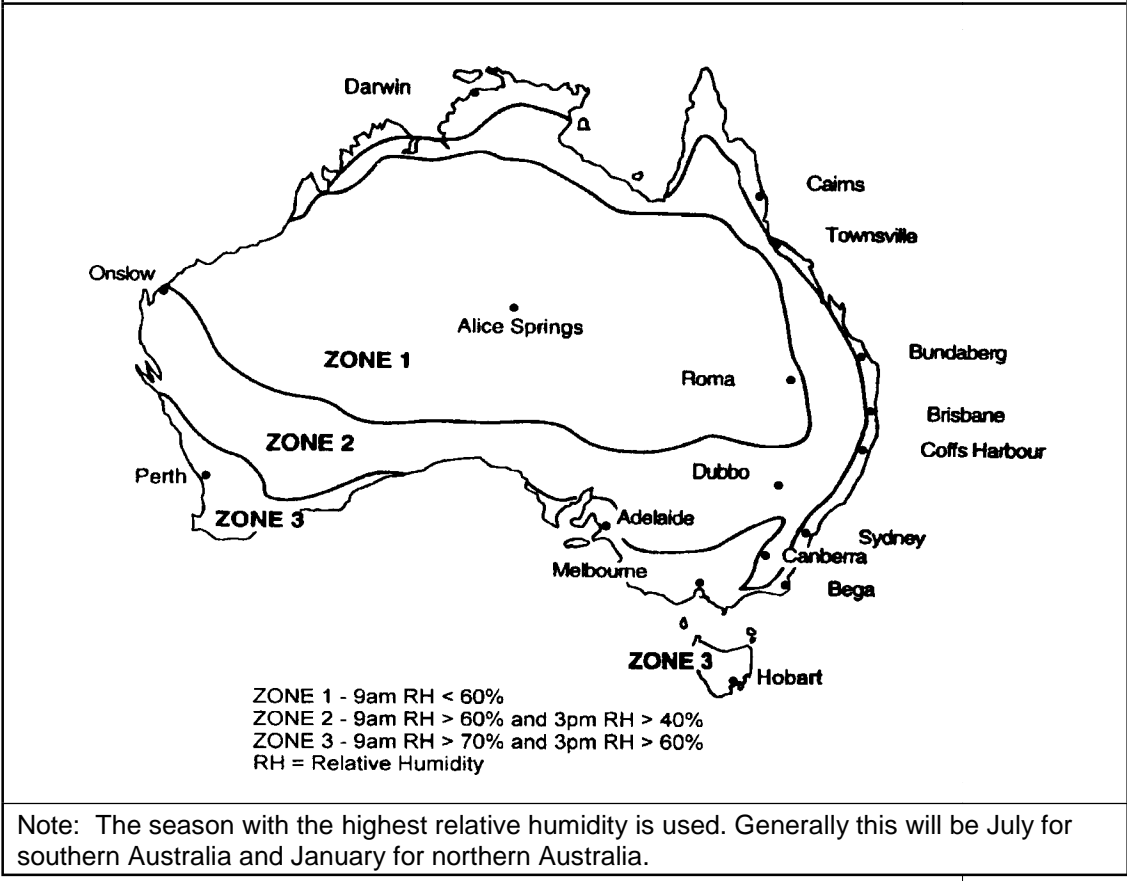 Darwin
Cairns
Townsville
Onslow
Alice Springs
ZONE 1
Bundaberg
Roma
Brisbane
ZONE 2
Coffs Harbour
Dubbo
Perth
ZONE 3
Adelaide
Sydney
Canberra
Melbourne
Bega
ZONE 3
Hobart
ZONE 1 - 9am RH < 60%
ZONE 2 - 9am RH > 60% and 3pm RH > 40%
ZONE 3 - 9am RH > 70% and 3pm RH > 60%
RH = Relative Humidity
Note: The season with the highest relative humidity is used. Generally this will be July for
southern Australia and January for northern Australia.